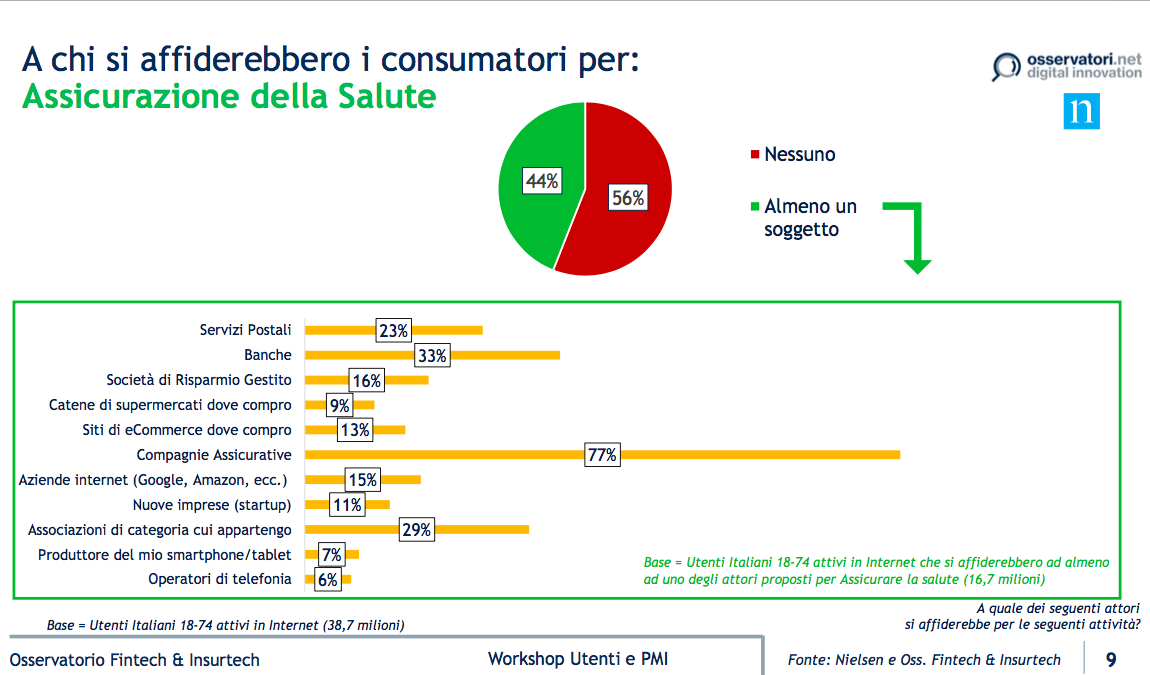 A chi si affiderebbero i consumatori per:
Assicurazione della Salute
osservatori.net
digital innovation
n
44%
56%
Nessuno
Almeno un
soggetto
Servizi Postali 23%
Banche 33%
Società di Risparmio Gestito 16%
Catene di supermercati dove compro 9%
Siti di eCommerce dove compro 13%
Compagnie Assicurative 77%
Aziende internet (Google, Amazon, ecc.) 15%
Nuove imprese (startup) 11%
Associazioni di categoria cui appartengo 29%
Produttore del mio smartphone/tablet 7%
Operatori di telefonia 6%
Base = Utenti Italiani 18-74 attivi in Internet che si affiderebbero ad almeno
ad uno degli attori proposti per Assicurare la salute (16,7 milioni)
A quale dei seguenti attori
si affiderebbe per le seguenti attività?
Base = Utenti Italiani 18-74 attivi in Internet (38,7 milioni)
Osservatorio Fintech & Insurtech
Workshop Utenti e PMI
Fonte: Nielsen e Oss. Fintech & Insurtech
9